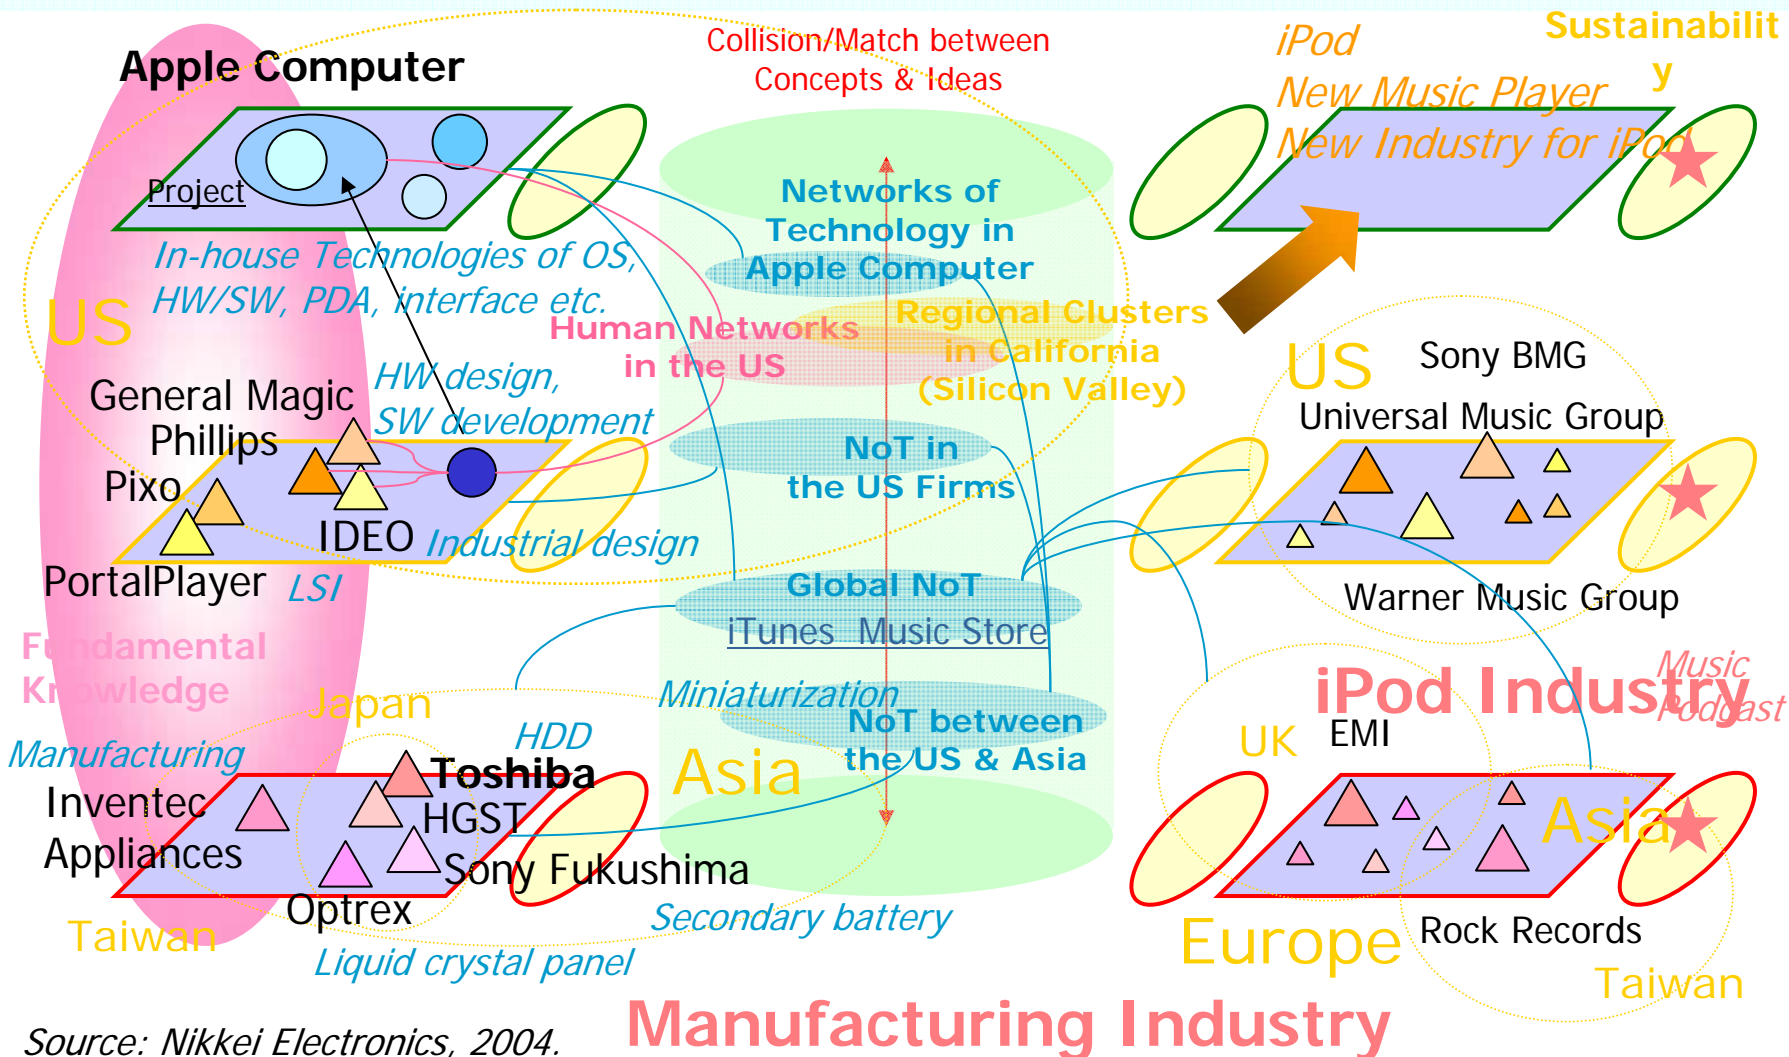 Apple Computer
Project
In-house Technologies of OS,
HW/SW, PDA, interface etc.
US
HW design,
SW development
General Magic
Phillips
Pixo
IDEO
Industrial design
PortalPlayer
LSI
Fundamental
Knowledge
Japan
Manufacturing
HDD
Toshiba
HGST
Inventec
Appliances
Sony Fukushima
Optrex
Taiwan
Liquid crystal panel
Secondary battery
Source: Nikkei Electronics, 2004.
Collision/Match between
Concepts & Ideas
Networks of
Technology in
Apple Computer
Human Networks
in the US
Regional Clusters
in California
(Silicon Valley)
NoT in
the US Firms
Global NoT
iTunes Music Store
Miniaturization
NoT between
the US & Asia
Asia
Manufacturing Industry
iPod
New Music Player
New Industry for iPod
Sustainabilit
y
US
Sony BMG
Universal Music Group
Warner Music Group
iPod Industry
Music
Podcast
UK
EMI
Asia
Europe
Rock Records
Taiwan